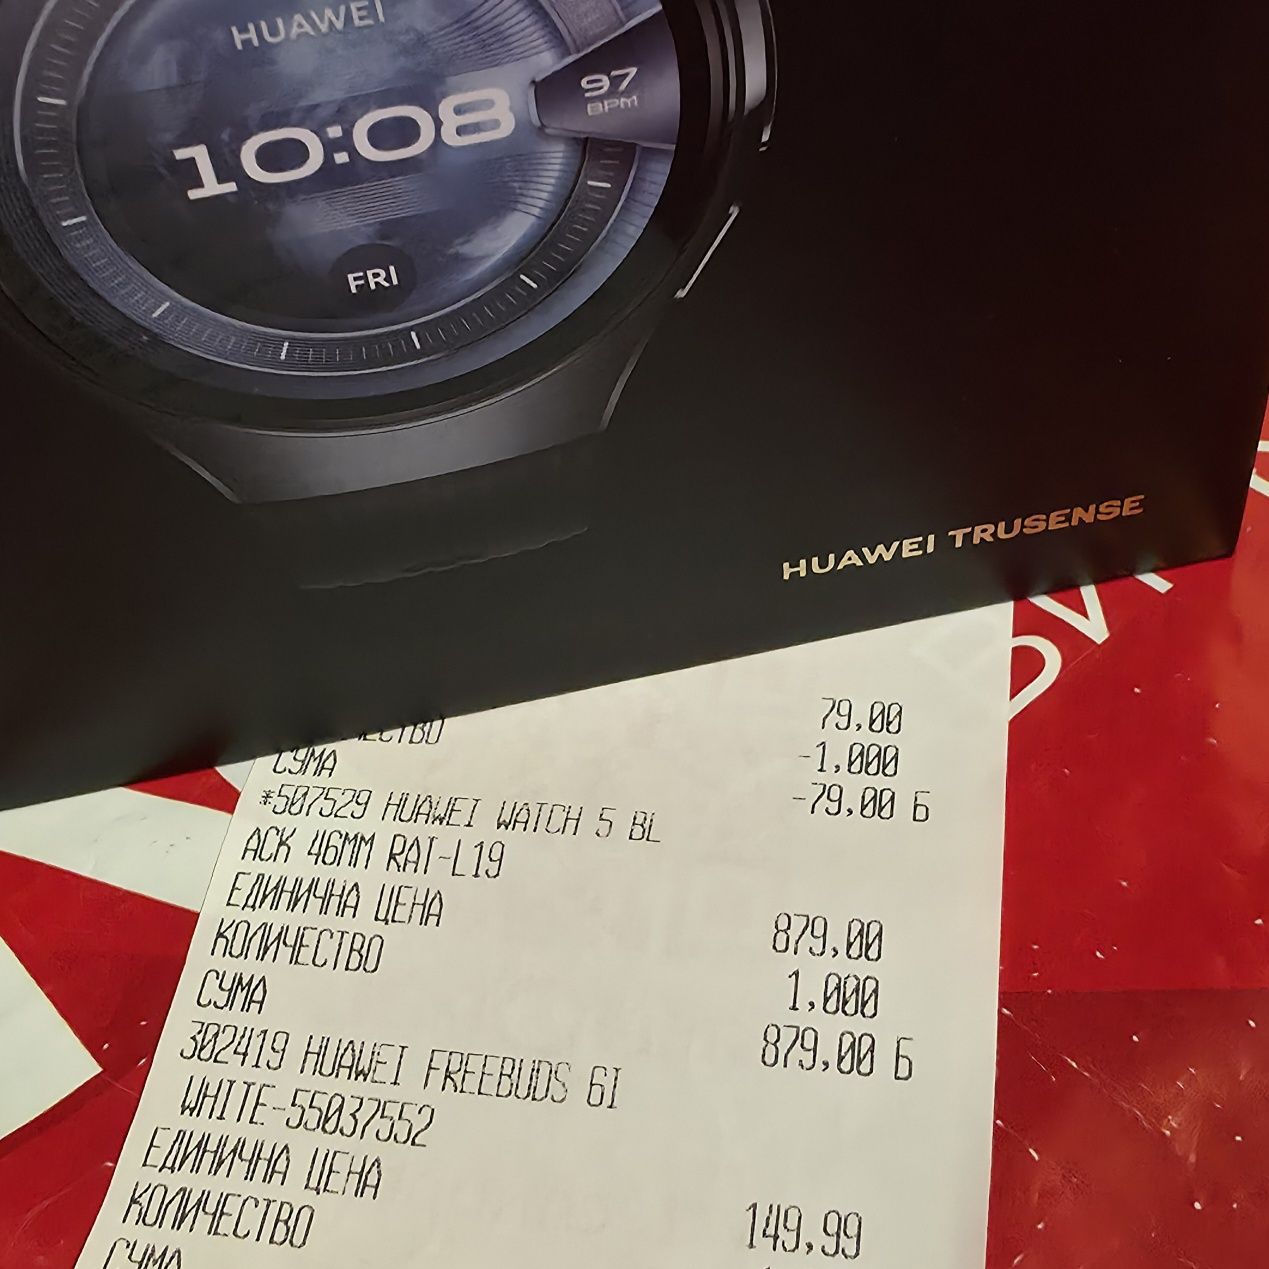 HUAWEI
10:08
97
BPM
FRI
HUAWEI TRUSENSE
79,00
-1,000
СУМА -79,00 Б
*507529 HUAWEI WATCH 5 BL
ACK 46MM RAT-L19
ЕДИНИЧНА ЦЕНА 879,00
КОЛИЧЕСТВО 1,000
СУМА 879,00 Б
302419 HUAWEI FREEBUDS 6I
WHITE-55037552
ЕДИНИЧНА ЦЕНА 149,99
КОЛИЧЕСТВО
СУМА